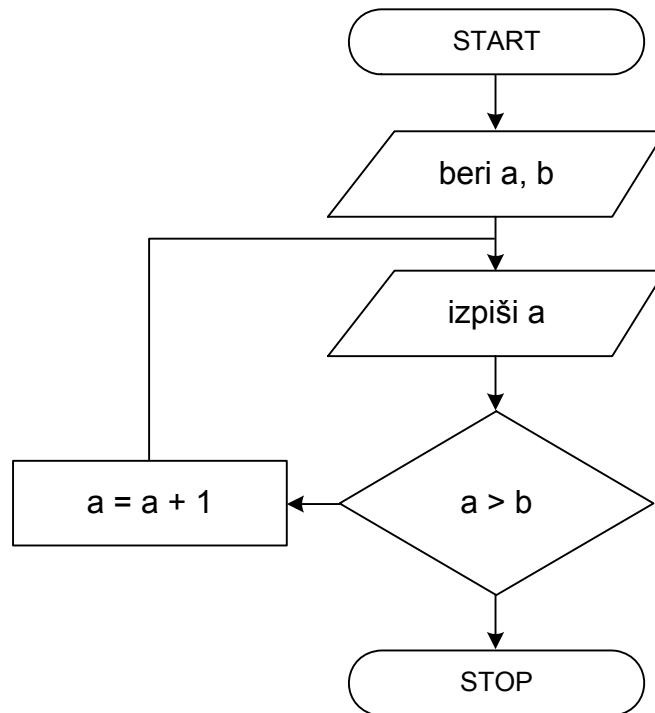 START
beri a, b
izpiši a
a = a + 1
a > b
STOP